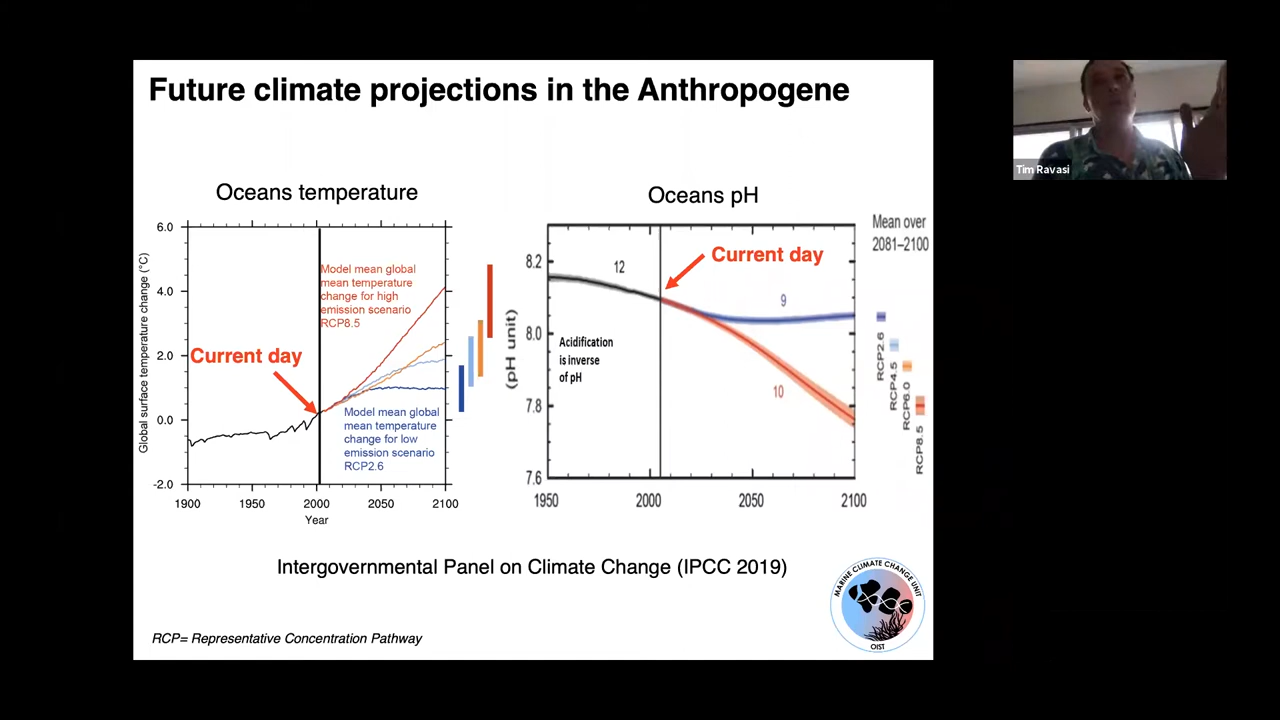 Future climate projections in the Anthropogene
Oceans temperature
Global surface temperature change (°C)
6.0
4.0
2.0
0.0
-2.0
1900
1950
2000
2050
2100
Year
Model mean global
mean temperature
change for high
emission scenario
RCP8.5
Current day
Model mean global
mean temperature
change for low
emission scenario
RCP2.6
Oceans pH
(pH unit)
8.2
8.0
7.8
7.6
1950
2000
2050
2100
12
Current day
9
10
Acidification
is inverse
of pH
Mean over
2081–2100
RCP2.6
RCP4.5
RCP6.0
RCP8.5
Intergovernmental Panel on Climate Change (IPCC 2019)
RCP= Representative Concentration Pathway
MARINE CLIMATE CHANGE UNIT
OIST
Tim Ravasi